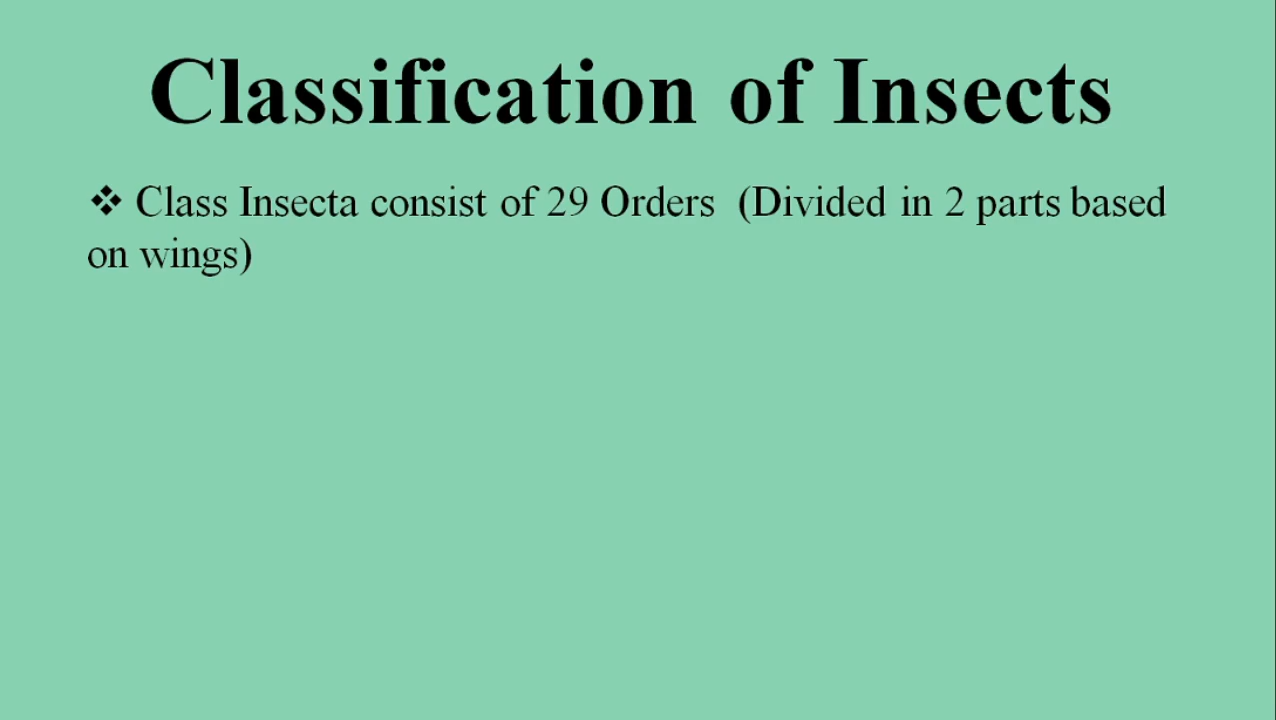 Classification of Insects
❖ Class Insecta consist of 29 Orders (Divided in 2 parts based
on wings)